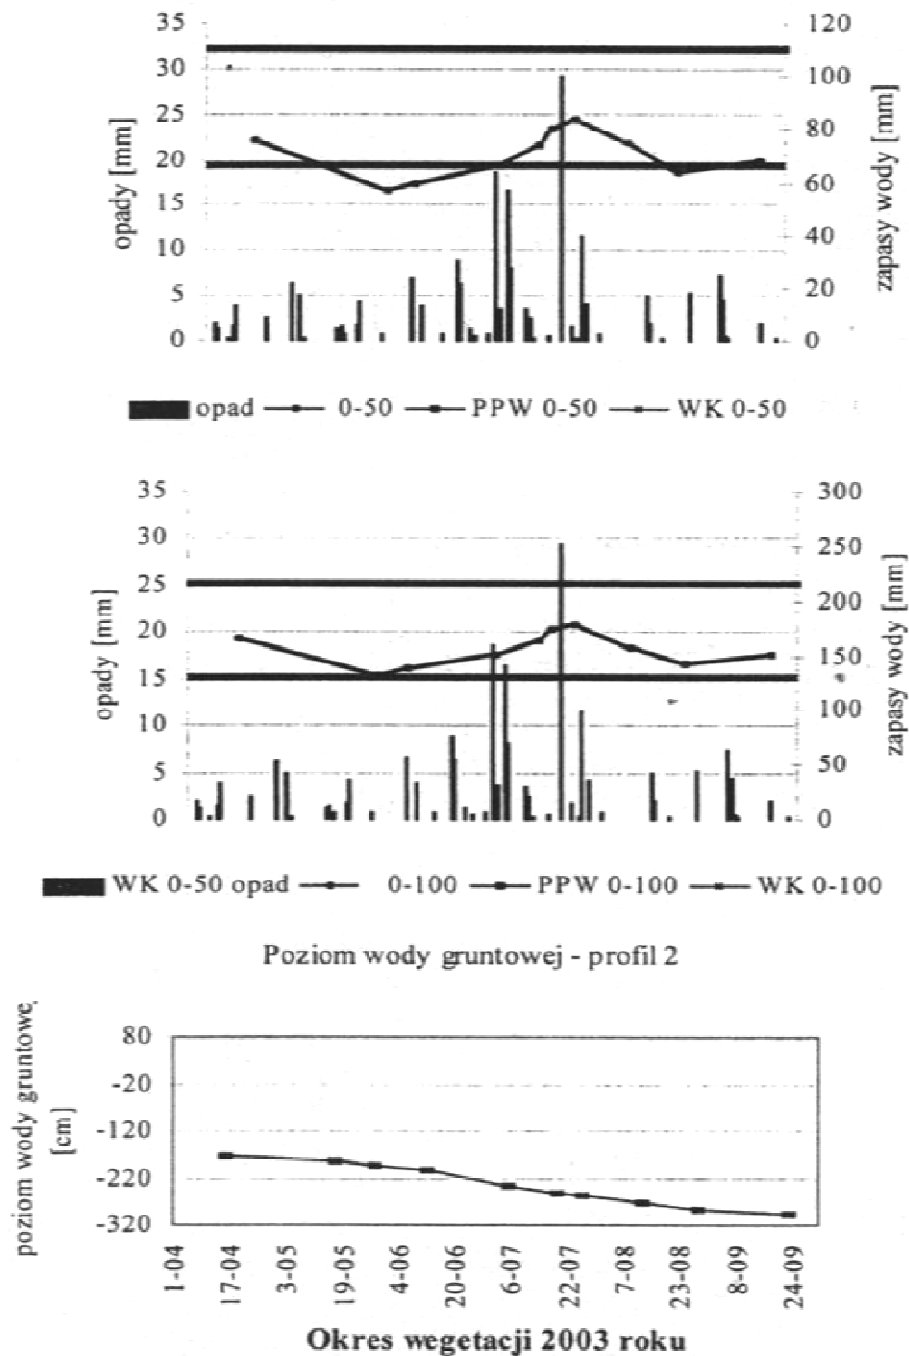 35 120
30 100
25 80
20 60
15 40
10 20
5
0 0
opady [mm]
zapasy wody [mm]
opad 0-50 PPW 0-50 WK 0-50
35 300
30 250
25 200
20 150
15 100
10 50
5
0 0
opady [mm]
zapasy wody [mm]
WK 0-50 opad 0-100 PPW 0-100 WK 0-100
Poziom wody gruntowej - profil 2
poziom wody gruntowej
[cm]
80
-20
-120
-220
-320
1-04 17-04 3-05 19-05 4-06 20-06 6-07 22-07 7-08 23-08 8-09 24-09
Okres wegetacji 2003 roku